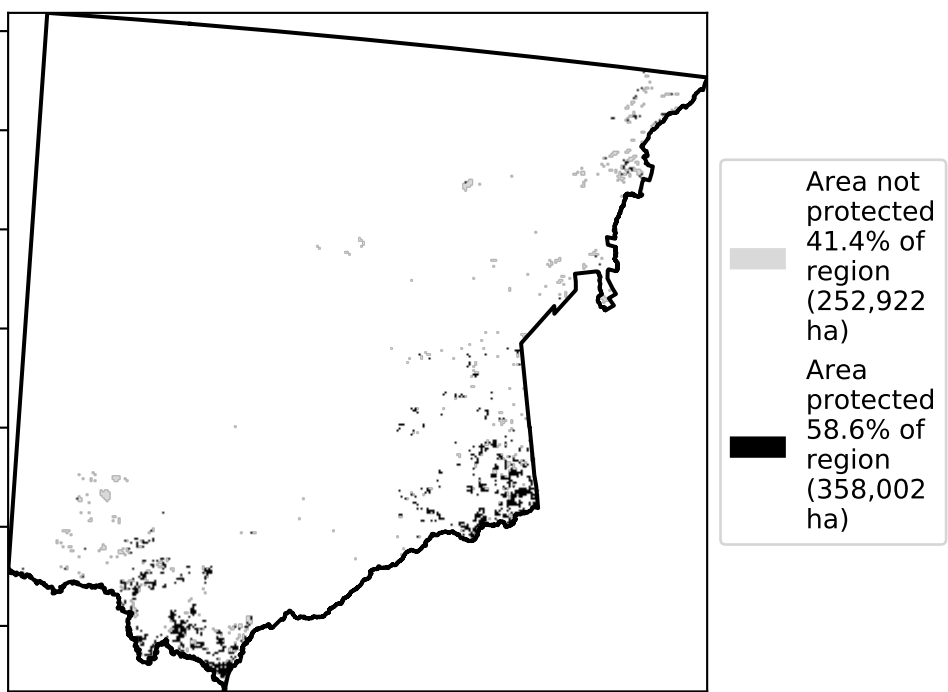 Area not
protected
41.4% of
region
(252,922
ha)
Area
protected
58.6% of
region
(358,002
ha)